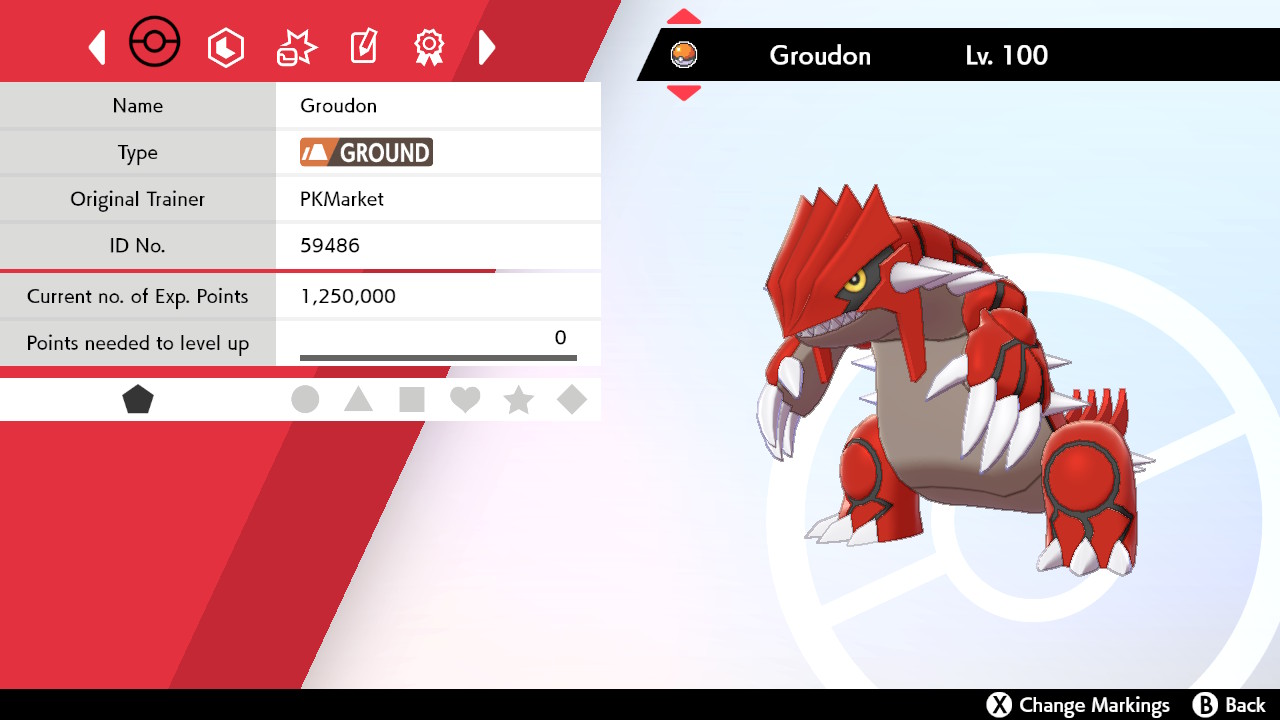 Groudon Lv. 100
Name Groudon
Type GROUND
Original Trainer PKMarket
ID No. 59486
Current no. of Exp. Points 1,250,000
Points needed to level up 0
X Change Markings B Back